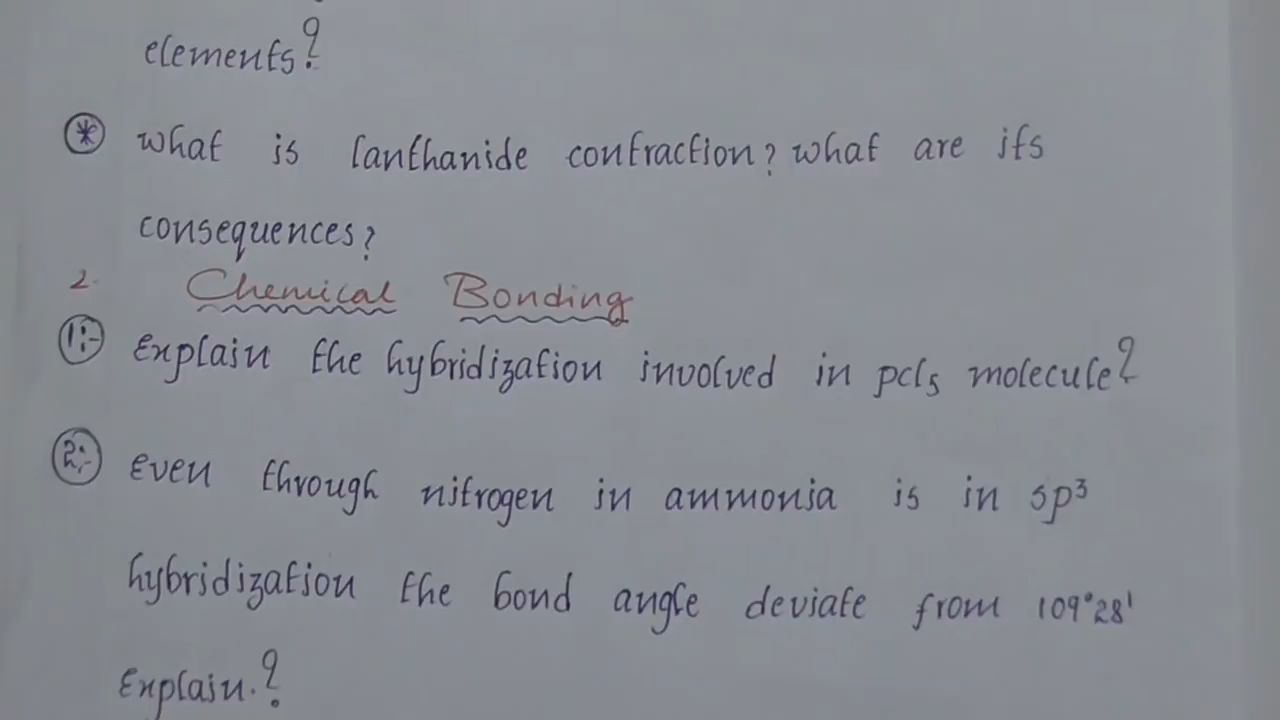 elements?
* what is lanthanide contraction? what are its
consequences?
2. Chemical Bonding
1:- Explain the hybridization involved in pcl5 molecule?
2:- Even through nitrogen in ammonia is in sp³
hybridization the bond angle deviate from 109°28'
Explain.?